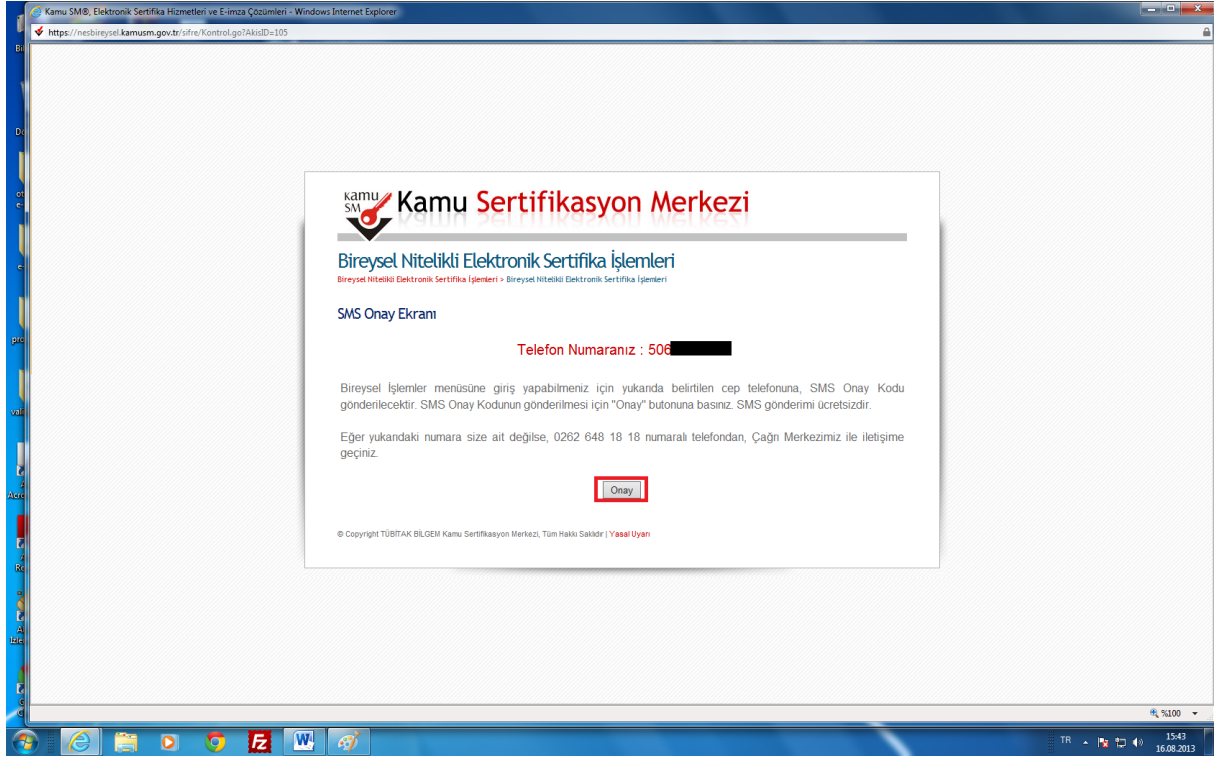 Kamu SM®, Elektronik Sertifika Hizmetleri ve E-imza Çözümleri - Windows Internet Explorer
https://nesbireysel.kamusm.gov.tr/sifre/Kontrol.go?AkisID=105
kamu SM
Kamu Sertifikasyon Merkezi
Bireysel Nitelikli Elektronik Sertifika İşlemleri
Bireysel Nitelikli Elektronik Sertifika İşlemleri > Bireysel Nitelikli Elektronik Sertifika İşlemleri
SMS Onay Ekranı
Telefon Numaranız : 506
Bireysel İşlemler menüsüne giriş yapabilmeniz için yukarıda belirtilen cep telefonuna, SMS Onay Kodu
gönderilecektir. SMS Onay Kodunun gönderilmesi için "Onay" butonuna basınız. SMS gönderimi ücretsizdir.
Eğer yukarıdaki numara size ait değilse, 0262 648 18 18 numaralı telefondan, Çağrı Merkezimiz ile iletişime
geçiniz.
Onay
© Copyright TÜBİTAK BİLGEM Kamu Sertifikasyon Merkezi, Tüm Hakkı Saklıdır | Yasal Uyarı
%100
TR
15:43
16.08.2013